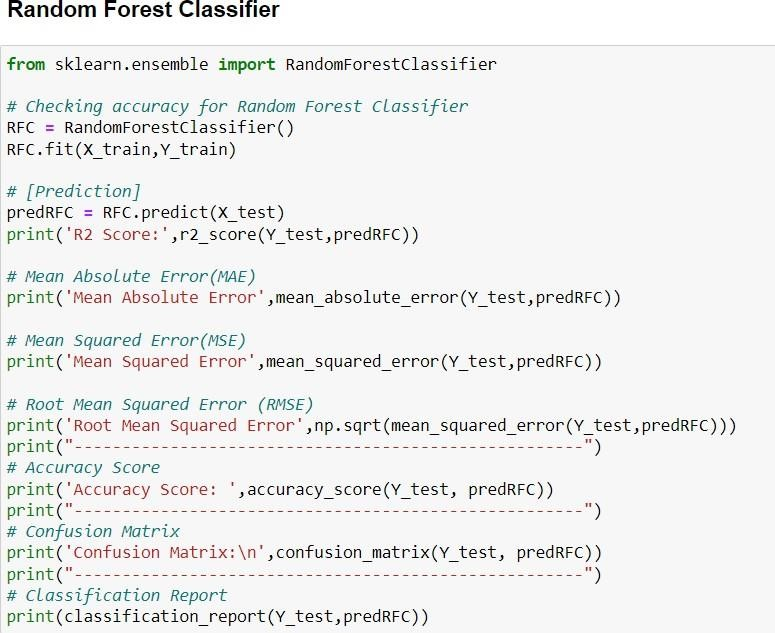 Random Forest Classifier
from sklearn.ensemble import RandomForestClassifier
# Checking accuracy for Random Forest Classifier
RFC = RandomForestClassifier()
RFC.fit(X_train,Y_train)
# [Prediction]
predRFC = RFC.predict(X_test)
print('R2 Score:',r2_score(Y_test,predRFC))
# Mean Absolute Error(MAE)
print('Mean Absolute Error',mean_absolute_error(Y_test,predRFC))
# Mean Squared Error(MSE)
print('Mean Squared Error',mean_squared_error(Y_test,predRFC))
# Root Mean Squared Error (RMSE)
print('Root Mean Squared Error',np.sqrt(mean_squared_error(Y_test,predRFC)))
print("------------------------------------------------------")
# Accuracy Score
print('Accuracy Score: ',accuracy_score(Y_test, predRFC))
print("------------------------------------------------------")
# Confusion Matrix
print('Confusion Matrix:\n',confusion_matrix(Y_test, predRFC))
print("------------------------------------------------------")
# Classification Report
print(classification_report(Y_test,predRFC))